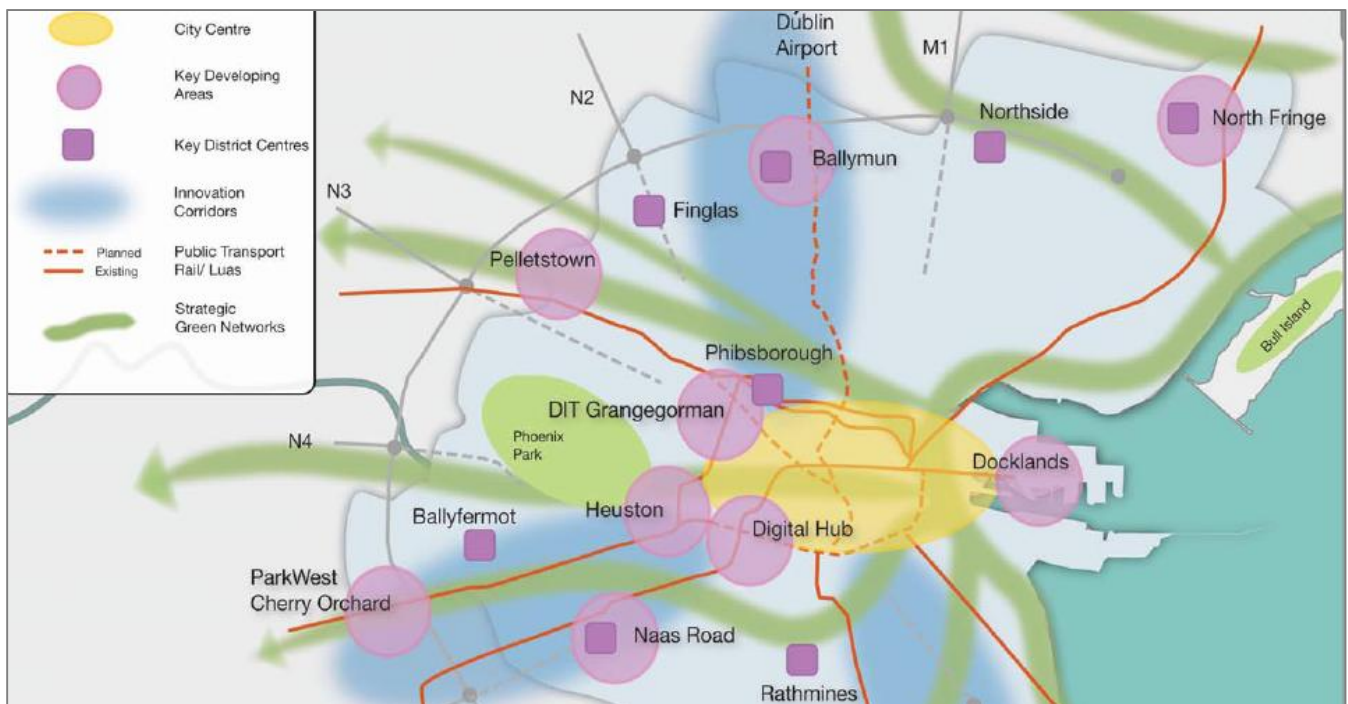 City Centre
Key Developing
Areas
Key District Centres
Innovation
Corridors
Planned
Existing
Public Transport
Rail/ Luas
Strategic
Green Networks
Dublin
Airport
M1
N2
Northside
North Fringe
Ballymun
N3
Finglas
Pelletstown
Bull Island
Phibsborough
DIT Grangegorman
Phoenix
Park
N4
Docklands
Heuston
Ballyfermot
Digital Hub
ParkWest
Cherry Orchard
Naas Road
Rathmines